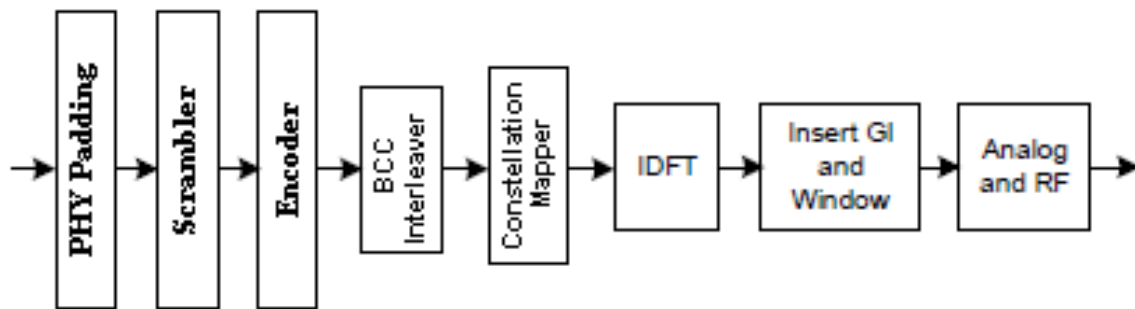 PHY Padding
Scrambler
Encoder
BCC
Interleaver
Constellation
Mapper
IDFT
Insert GI
and
Window
Analog
and RF